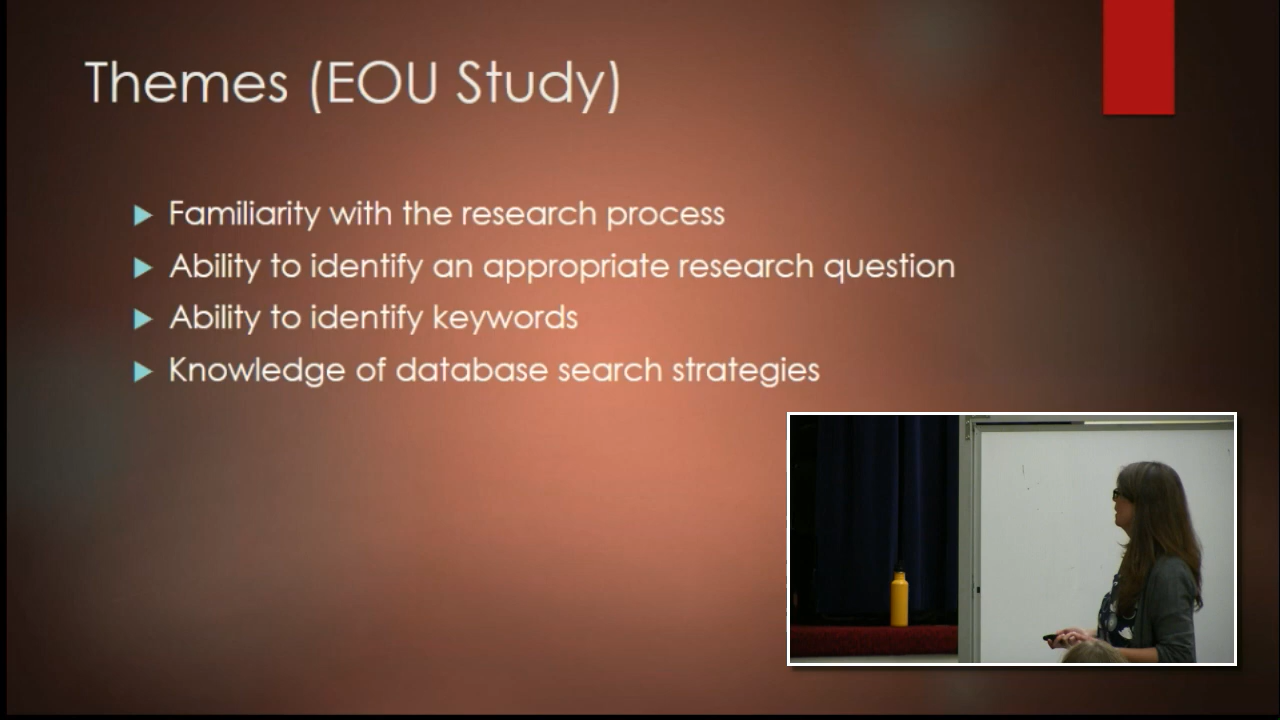 Themes (EOU Study)
Familiarity with the research process
Ability to identify an appropriate research question
Ability to identify keywords
Knowledge of database search strategies